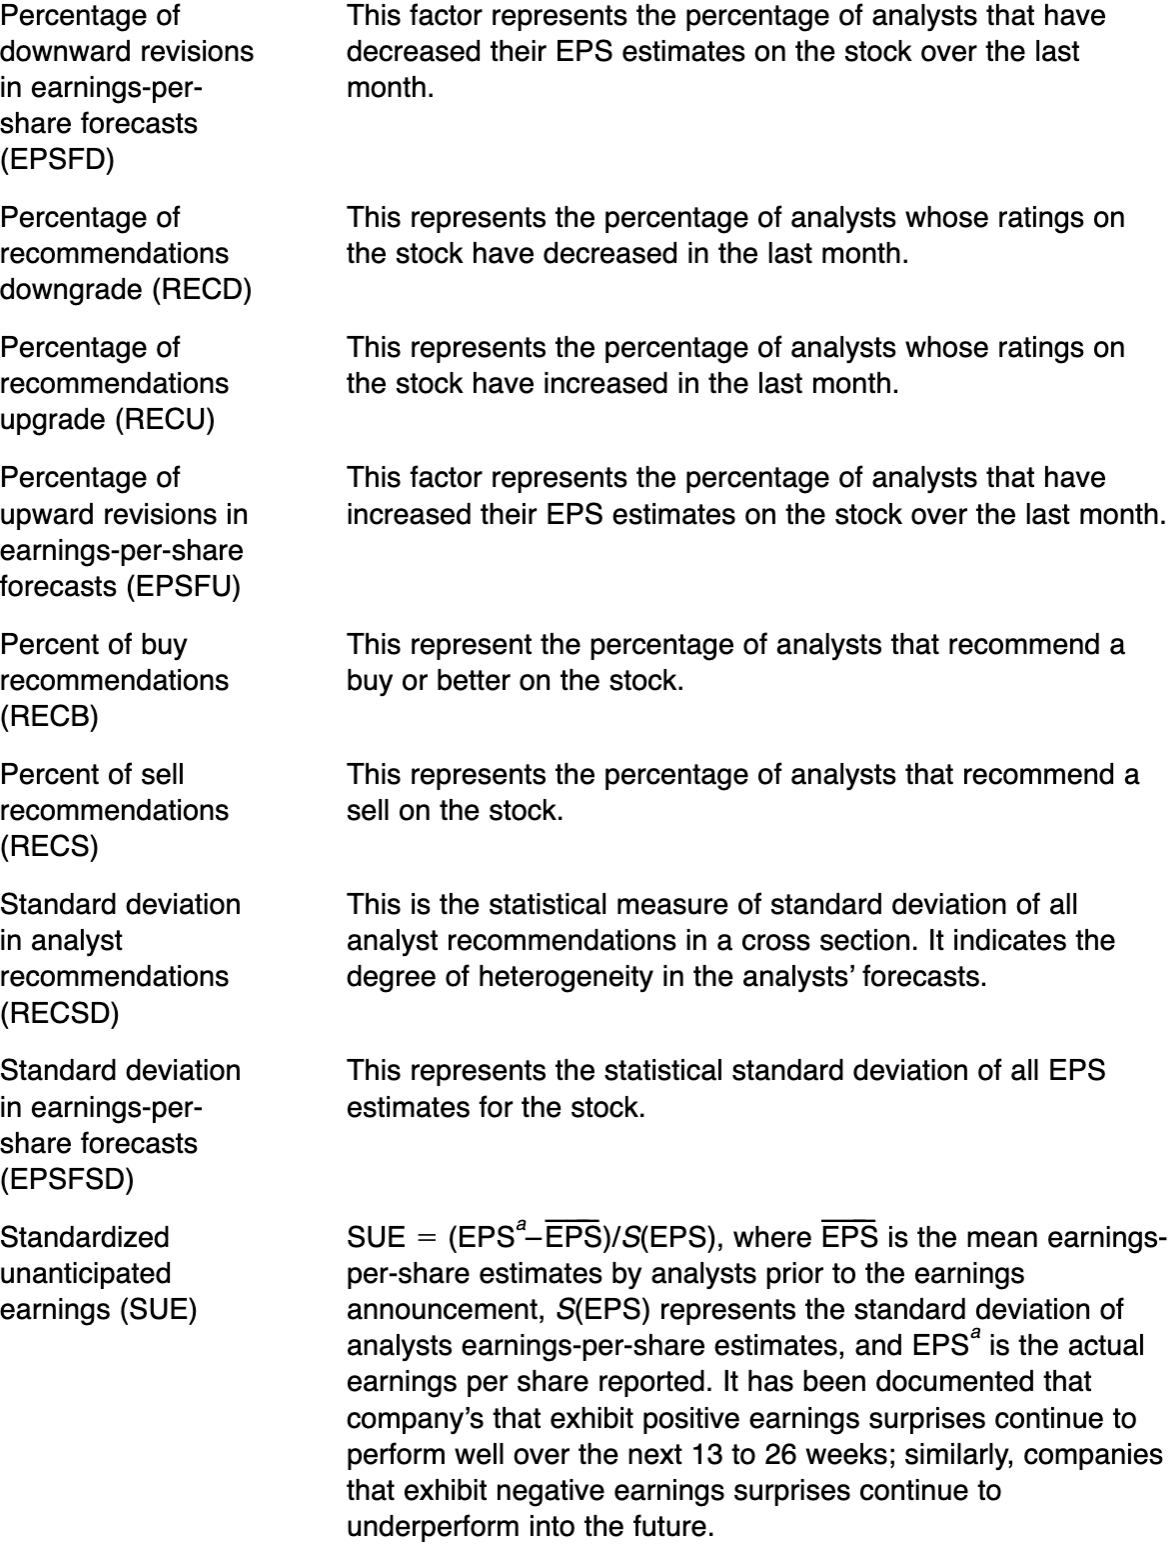 Percentage of
downward revisions
in earnings-per-
share forecasts
(EPSFD)
This factor represents the percentage of analysts that have
decreased their EPS estimates on the stock over the last
month.
Percentage of
recommendations
downgrade (RECD)
This represents the percentage of analysts whose ratings on
the stock have decreased in the last month.
Percentage of
recommendations
upgrade (RECU)
This represents the percentage of analysts whose ratings on
the stock have increased in the last month.
Percentage of
upward revisions in
earnings-per-share
forecasts (EPSFU)
This factor represents the percentage of analysts that have
increased their EPS estimates on the stock over the last month.
Percent of buy
recommendations
(RECB)
This represent the percentage of analysts that recommend a
buy or better on the stock.
Percent of sell
recommendations
(RECS)
This represents the percentage of analysts that recommend a
sell on the stock.
Standard deviation
in analyst
recommendations
(RECSD)
This is the statistical measure of standard deviation of all
analyst recommendations in a cross section. It indicates the
degree of heterogeneity in the analysts’ forecasts.
Standard deviation
in earnings-per-
share forecasts
(EPSFSD)
This represents the statistical standard deviation of all EPS
estimates for the stock.
Standardized
unanticipated
earnings (SUE)
SUE = (EPSᵃ–E̅P̅S̅)/S(EPS), where E̅P̅S̅ is the mean earnings-
per-share estimates by analysts prior to the earnings
announcement, S(EPS) represents the standard deviation of
analysts earnings-per-share estimates, and EPSᵃ is the actual
earnings per share reported. It has been documented that
company’s that exhibit positive earnings surprises continue to
perform well over the next 13 to 26 weeks; similarly, companies
that exhibit negative earnings surprises continue to
underperform into the future.